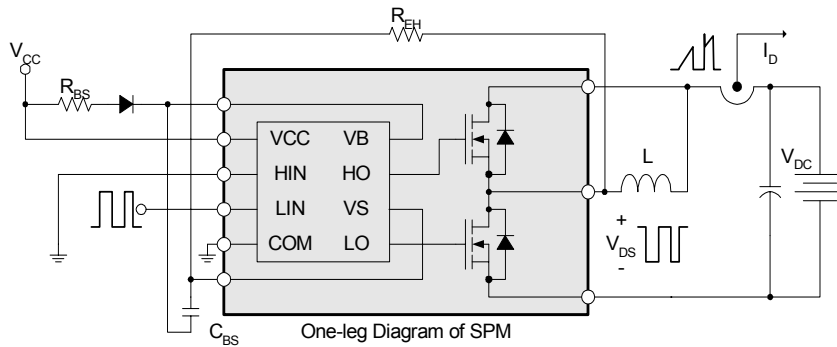 R_EH
V_CC
I_D
R_BS
VCC VB
HIN HO
LIN VS
COM LO
L
V_DC
+
V_DS
-
C_BS
One-leg Diagram of SPM